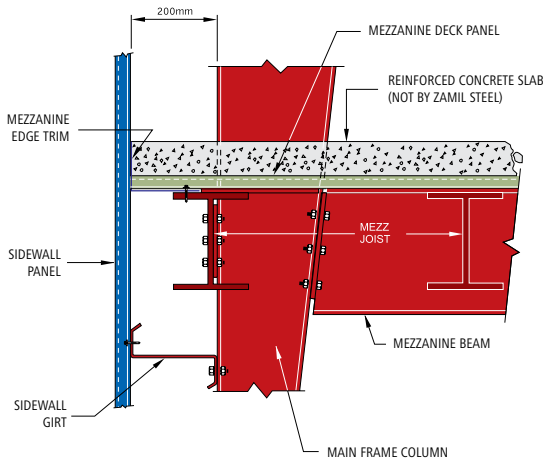 200mm
MEZZANINE DECK PANEL
REINFORCED CONCRETE SLAB
(NOT BY ZAMIL STEEL)
MEZZANINE
EDGE TRIM
MEZZ
JOIST
SIDEWALL
PANEL
MEZZANINE BEAM
SIDEWALL
GIRT
MAIN FRAME COLUMN